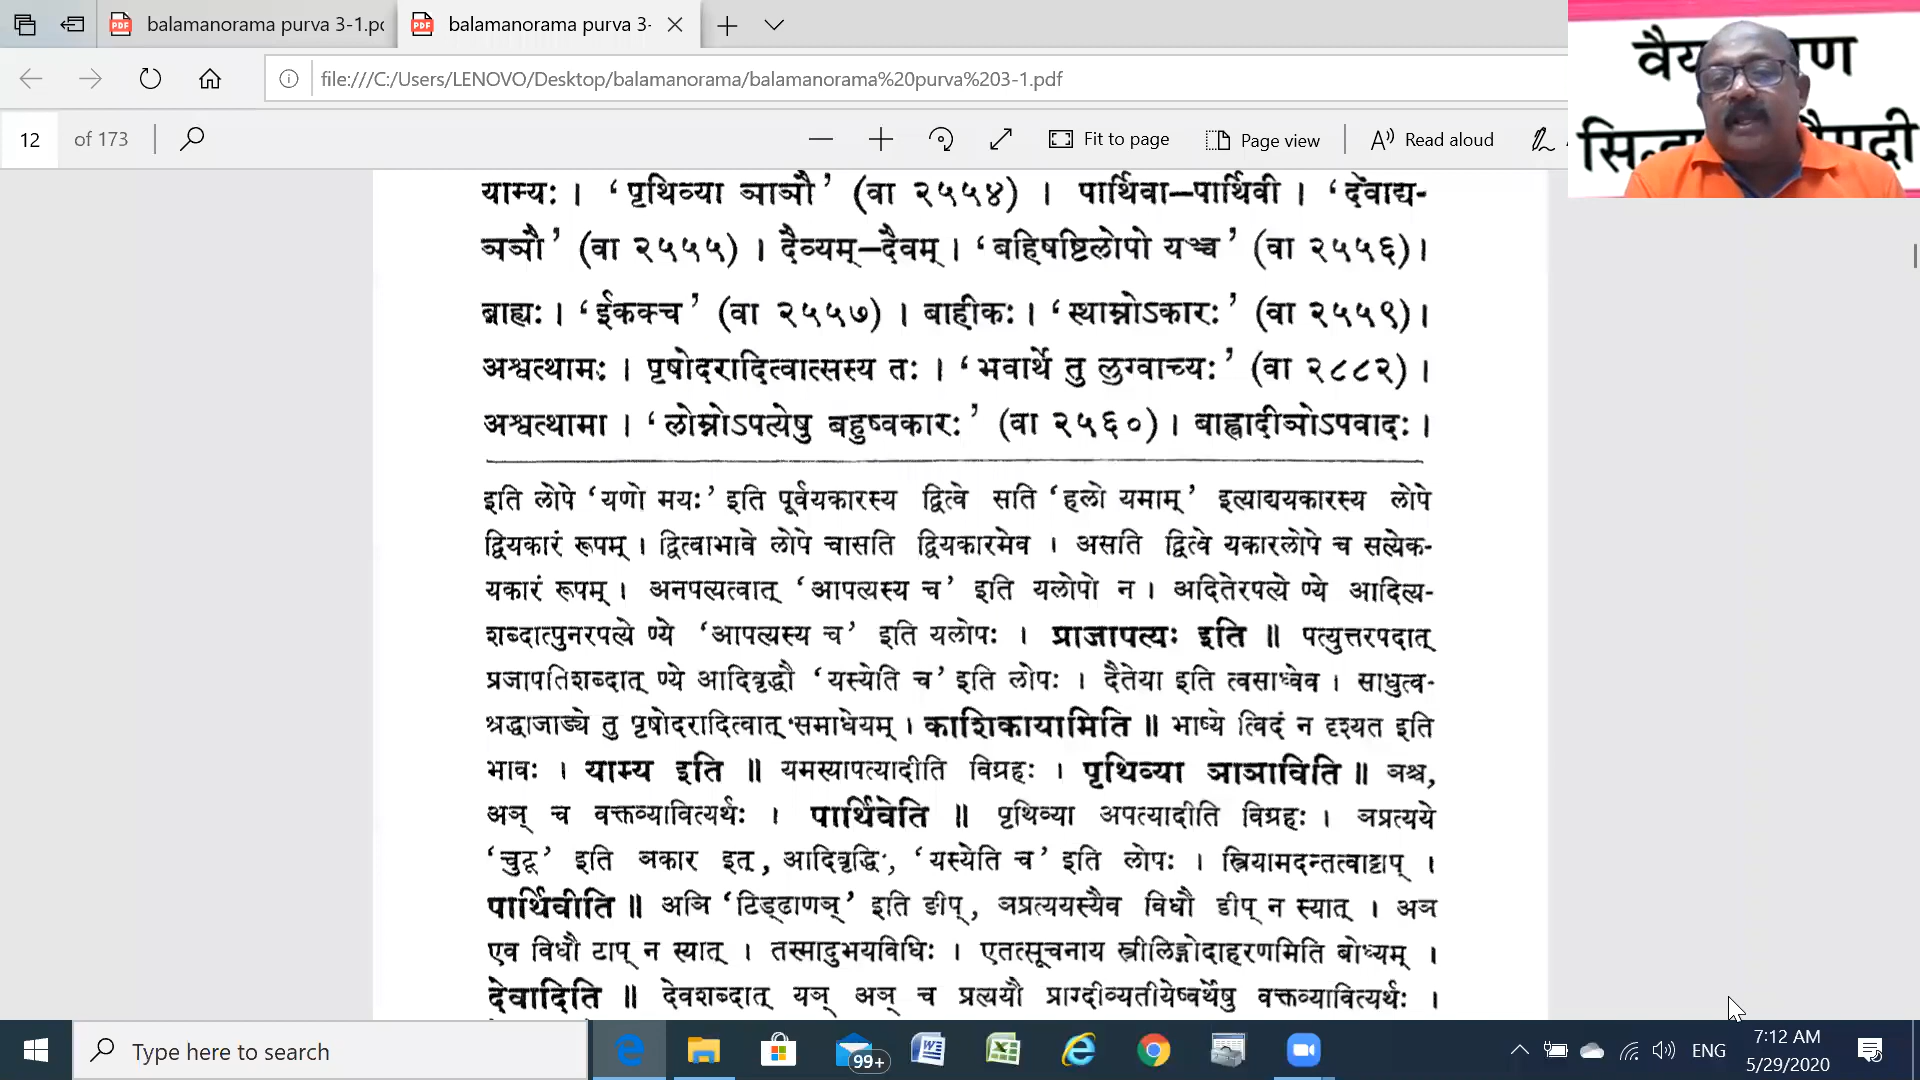 balamanorama purva 3-1.pd
balamanorama purva 3-
file:///C:/Users/LENOVO/Desktop/balamanorama/balamanorama%20purva%203-1.pdf
12 of 173
Fit to page
Page view
Read aloud
याम्यः । ‘पृथिव्या ञाञौ’ (वा २५५४) । पार्थिवा—पार्थिवी । ‘देवाद्य-
ञञौ’ (वा २५५५) । दैव्यम्—दैवम् । ‘बहिषष्टिलोपो यञ्च’ (वा २५५६) ।
ब्राह्यः । ‘ईकक्च’ (वा २५५७) । बाहीकः । ‘स्थाम्नोऽकारः’ (वा २५५९) ।
अश्वत्थामः । पृषोदरादित्वात्सस्य तः । ‘भवार्थे तु लुग्वाच्यः’ (वा २८८२) ।
अश्वत्थामा । ‘लोम्नोऽपत्येषु बहुष्वकारः’ (वा २५६०) । बाह्वादीञोऽपवादः ।
इति लोपे ‘यणो मयः’ इति पूर्वयकारस्य द्वित्वे सति ‘हलो यमाम्’ इत्याद्ययकारस्य लोपे
द्वियकारं रूपम् । द्वित्वाभावे लोपे चासति द्वियकारमेव । असति द्वित्वे यकारलोपे च सत्येक-
यकारं रूपम् । अनपत्यत्वात् ‘आपत्यस्य च’ इति यलोपो न । अदितेरपत्ये ण्ये आदित्य-
शब्दात्पुनरपत्ये ण्ये ‘आपत्यस्य च’ इति यलोपः । प्राजापत्यः इति ॥ पत्युत्तरपदात्
प्रजापतिशब्दात् ण्ये आदिवृद्धौ ‘यस्येति च’ इति लोपः । दैतेया इति त्वसाध्वेव । साधुत्व-
श्रद्धाजाड्ये तु पृषोदरादित्वात् समाधेयम् । काशिकायामिति ॥ भाष्ये त्विदं न दृश्यत इति
भावः । याम्य इति ॥ यमस्यापत्यादीति विग्रहः । पृथिव्या ञाञाविति ॥ ञश्च,
अञ् च वक्तव्यावित्यर्थः । पार्थिवेति ॥ पृथिव्या अपत्यादीति विग्रहः । ञप्रत्यये
‘चुटू’ इति ञकार इत्, आदिवृद्धिः, ‘यस्येति च’ इति लोपः । स्त्रियामदन्तत्वाट्टाप् ।
पार्थिवीति ॥ अञि ‘टिड्ढाणञ्’ इति ङीप्, ञप्रत्ययस्यैव विधौ ङीप् न स्यात् । अञ
एव विधौ टाप् न स्यात् । तस्मादुभयविधिः । एतत्सूचनाय स्त्रीलिङ्गोदाहरणमिति बोध्यम् ।
देवादिति ॥ देवशब्दात् यञ् अञ् च प्रत्ययौ प्राग्दीव्यतीयेष्वर्थेषु वक्तव्यावित्यर्थः ।
Type here to search
99+
ENG
7:12 AM
5/29/2020